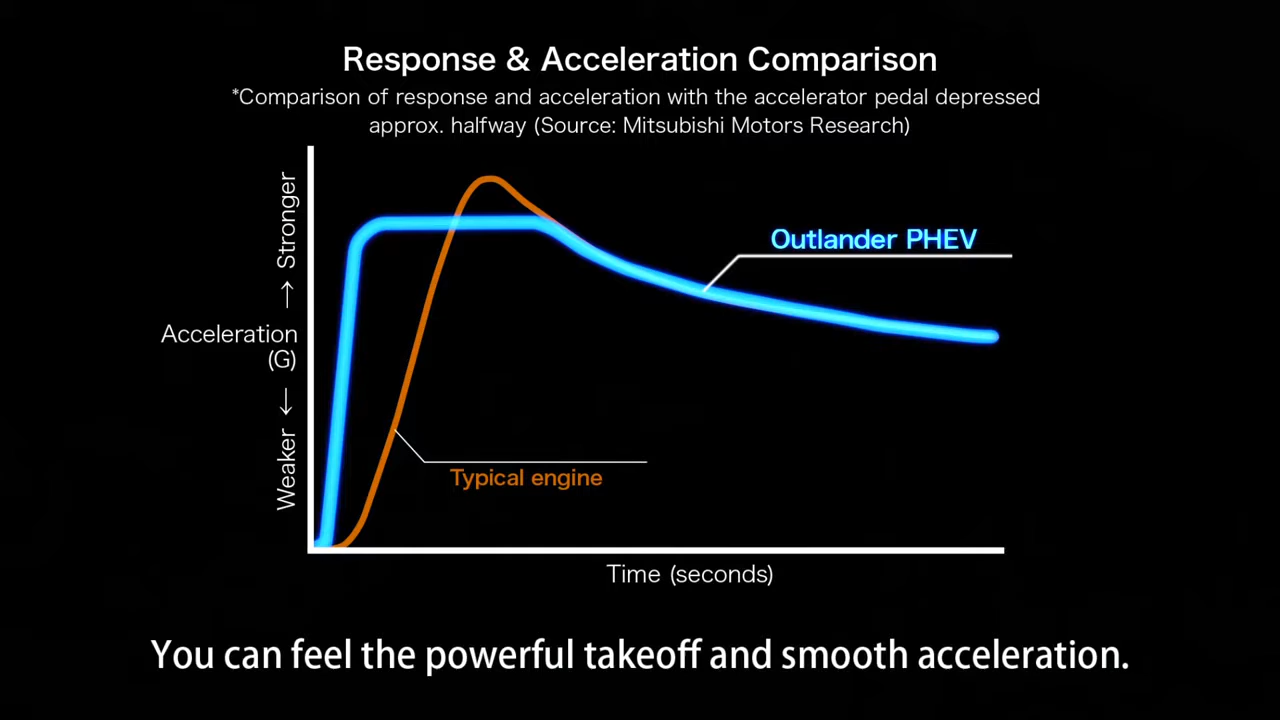 Response & Acceleration Comparison
*Comparison of response and acceleration with the accelerator pedal depressed
approx. halfway (Source: Mitsubishi Motors Research)
Weaker ← → Stronger
Acceleration
(G)
Outlander PHEV
Typical engine
Time (seconds)
You can feel the powerful takeoff and smooth acceleration.